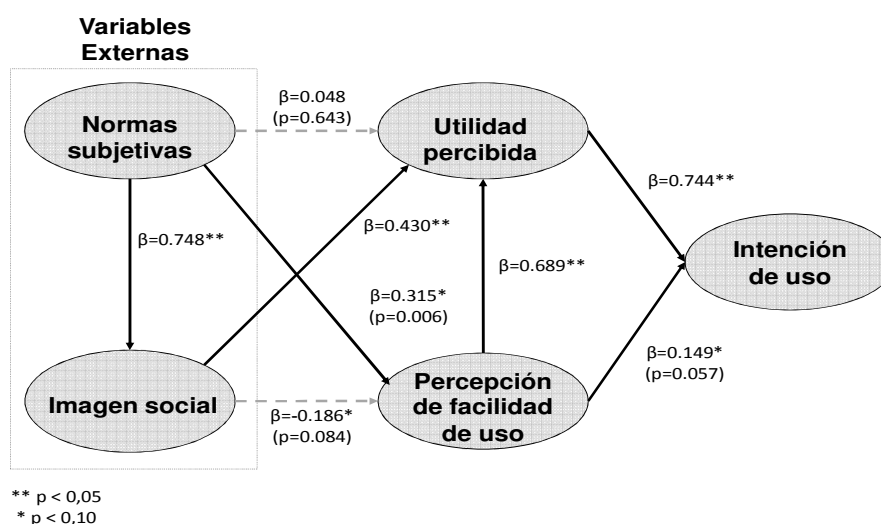 Variables
Externas
Normas
subjetivas
β=0.048
(p=0.643)
Utilidad
percibida
β=0.744**
β=0.748**
β=0.430**
β=0.689**
Intención
de uso
β=0.315*
(p=0.006)
β=0.149*
(p=0.057)
Imagen social
β=-0.186*
(p=0.084)
Percepción
de facilidad
de uso
** p < 0,05
* p < 0,10